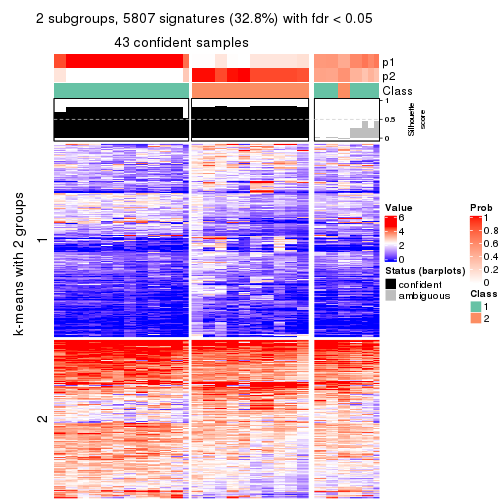 2 subgroups, 5807 signatures (32.8%) with fdr < 0.05
43 confident samples
p1
p2
Class
1
0.5
0
Silhouette
score
k-means with 2 groups
1
2
Value
6
4
2
0
Status (barplots)
confident
ambiguous
Prob
1
0.8
0.6
0.4
0.2
0
Class
1
2